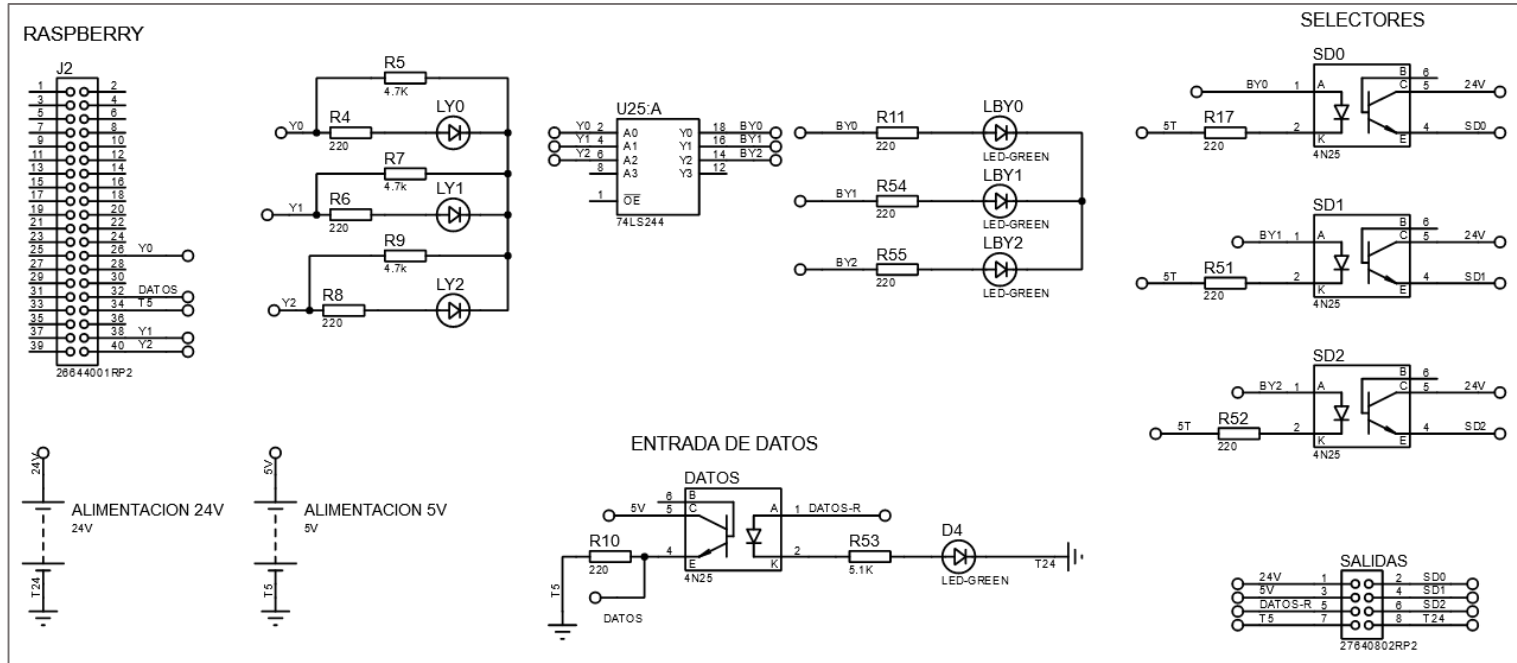 RASPBERRY
J2
1 2
3 4
5 6
7 8
9 10
11 12
13 14
15 16
17 18
19 20
21 22
23 24
25 26 Y0
27 28
29 30
31 32 DATOS
33 34 T5
35 36
37 38 Y1
39 40 Y2
26644001RP2
R5
4.7K
Y0 R4 LY0
220
R7
4.7k
Y1 R6 LY1
220
R9
4.7k
Y2 R8 LY2
220
U25:A
Y0 2 A0 Y0 18 BY0
Y1 4 A1 Y1 16 BY1
Y2 6 A2 Y2 14 BY2
8 A3 Y3 12
1 OE
74LS244
BY0 R11 LBY0
220 LED-GREEN
BY1 R54 LBY1
220 LED-GREEN
BY2 R55 LBY2
220 LED-GREEN
SELECTORES
SD0
B 6
BY0 1 A C 5 24V
5T R17 2 K E 4 SD0
220 4N25
SD1
B 6
BY1 1 A C 5 24V
5T R51 2 K E 4 SD1
220 4N25
SD2
B 6
BY2 1 A C 5 24V
5T R52 2 K E 4 SD2
220 4N25
24V
ALIMENTACION 24V
24V
T24
5V
ALIMENTACION 5V
5V
T5
ENTRADA DE DATOS
DATOS
6 B
5V 5 C A 1 DATOS-R
R10 4 E K 2 R53 D4
220 4N25 5.1K LED-GREEN T24
T5
DATOS
SALIDAS
24V 1 2 SD0
5V 3 4 SD1
DATOS-R 5 6 SD2
T5 7 8 T24
27640802RP2